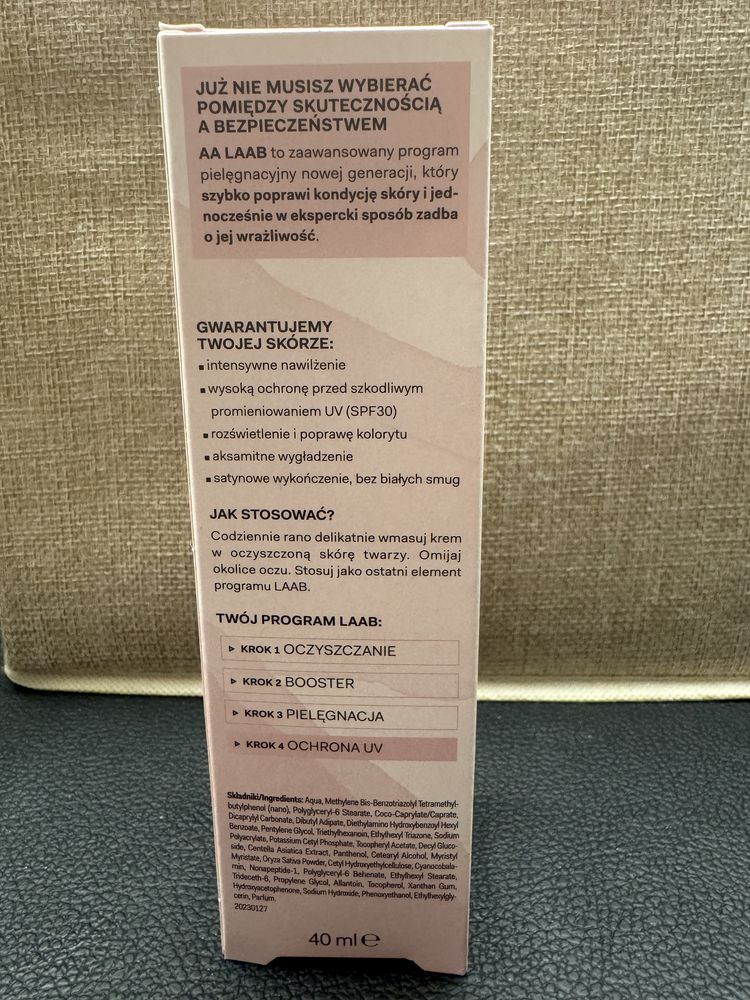 JUŻ NIE MUSISZ WYBIERAĆ
POMIĘDZY SKUTECZNOŚCIĄ
A BEZPIECZEŃSTWEM
AA LAAB to zaawansowany program
pielęgnacyjny nowej generacji, który
szybko poprawi kondycję skóry i jed-
nocześnie w ekspercki sposób zadba
o jej wrażliwość.
GWARANTUJEMY
TWOJEJ SKÓRZE:
▪ intensywne nawilżenie
▪ wysoką ochronę przed szkodliwym
promieniowaniem UV (SPF30)
▪ rozświetlenie i poprawę kolorytu
▪ aksamitne wygładzenie
▪ satynowe wykończenie, bez białych smug
JAK STOSOWAĆ?
Codziennie rano delikatnie wmasuj krem
w oczyszczoną skórę twarzy. Omijaj
okolice oczu. Stosuj jako ostatni element
programu LAAB.
TWÓJ PROGRAM LAAB:
▹ KROK 1 OCZYSZCZANIE
▹ KROK 2 BOOSTER
▹ KROK 3 PIELĘGNACJA
▹ KROK 4 OCHRONA UV
Składniki/Ingredients: Aqua, Methylene Bis-Benzotriazolyl Tetramethyl-
butylphenol (nano), Polyglyceryl-6 Stearate, Coco-Caprylate/Caprate,
Dicaprylyl Carbonate, Dibutyl Adipate, Diethylamino Hydroxybenzoyl Hexyl
Benzoate, Pentylene Glycol, Triethylhexanoin, Ethylhexyl Triazone, Sodium
Polyacrylate, Potassium Cetyl Phosphate, Tocopheryl Acetate, Decyl Gluco-
side, Centella Asiatica Extract, Panthenol, Cetearyl Alcohol, Myristyl
Myristate, Oryza Sativa Powder, Cetyl Hydroxyethylcellulose, Cyanocobala-
min, Nonapeptide-1, Polyglyceryl-6 Behenate, Ethylhexyl Stearate,
Trideceth-6, Propylene Glycol, Allantoin, Tocopherol, Xanthan Gum,
Hydroxyacetophenone, Sodium Hydroxide, Phenoxyethanol, Ethylhexylgly-
cerin, Parfum.
20230127
40 ml ℮